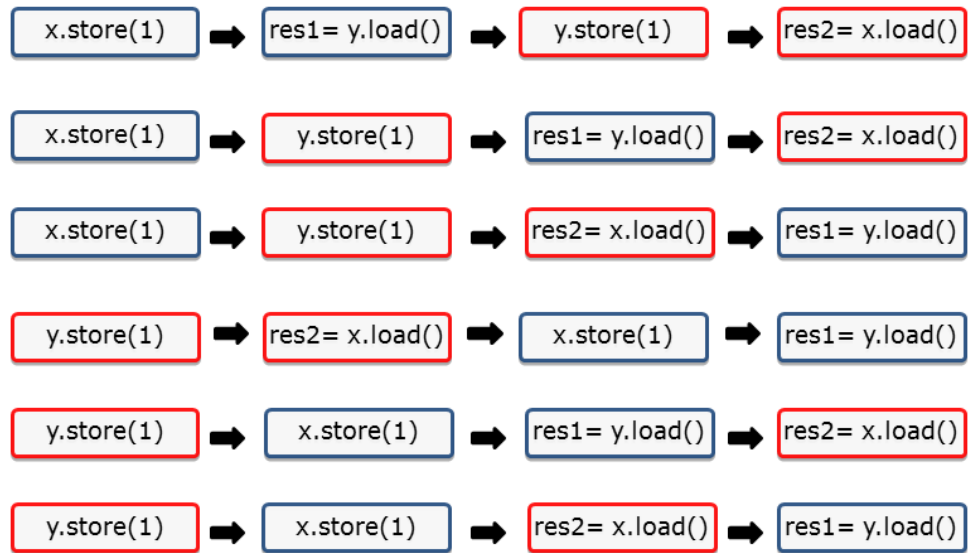 x.store(1) res1= y.load() y.store(1) res2= x.load()
x.store(1) y.store(1) res1= y.load() res2= x.load()
x.store(1) y.store(1) res2= x.load() res1= y.load()
y.store(1) res2= x.load() x.store(1) res1= y.load()
y.store(1) x.store(1) res1= y.load() res2= x.load()
y.store(1) x.store(1) res2= x.load() res1= y.load()